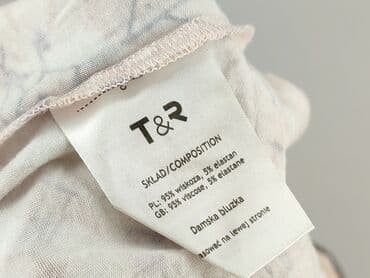 T&R
SKŁAD/COMPOSITION
PL: 95% wiskoza, 5% elastan
GB: 95% viscose, 5% elastane
Damska bluzka
na lewej stronie